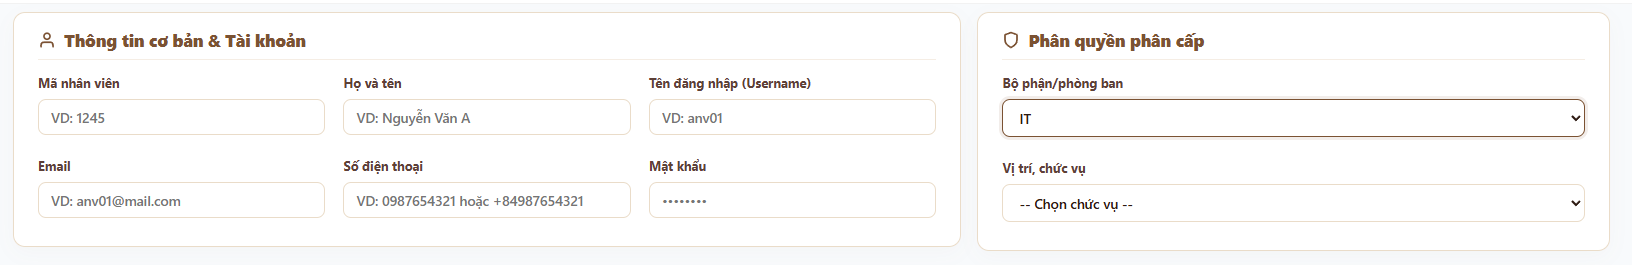 Thông tin cơ bản & Tài khoản
Mã nhân viên
Họ và tên
Tên đăng nhập (Username)
VD: 1245
VD: Nguyễn Văn A
VD: anv01
Email
Số điện thoại
Mật khẩu
VD: anv01@mail.com
VD: 0987654321 hoặc +84987654321
••••••••
Phân quyền phân cấp
Bộ phận/phòng ban
IT
Vị trí, chức vụ
-- Chọn chức vụ --